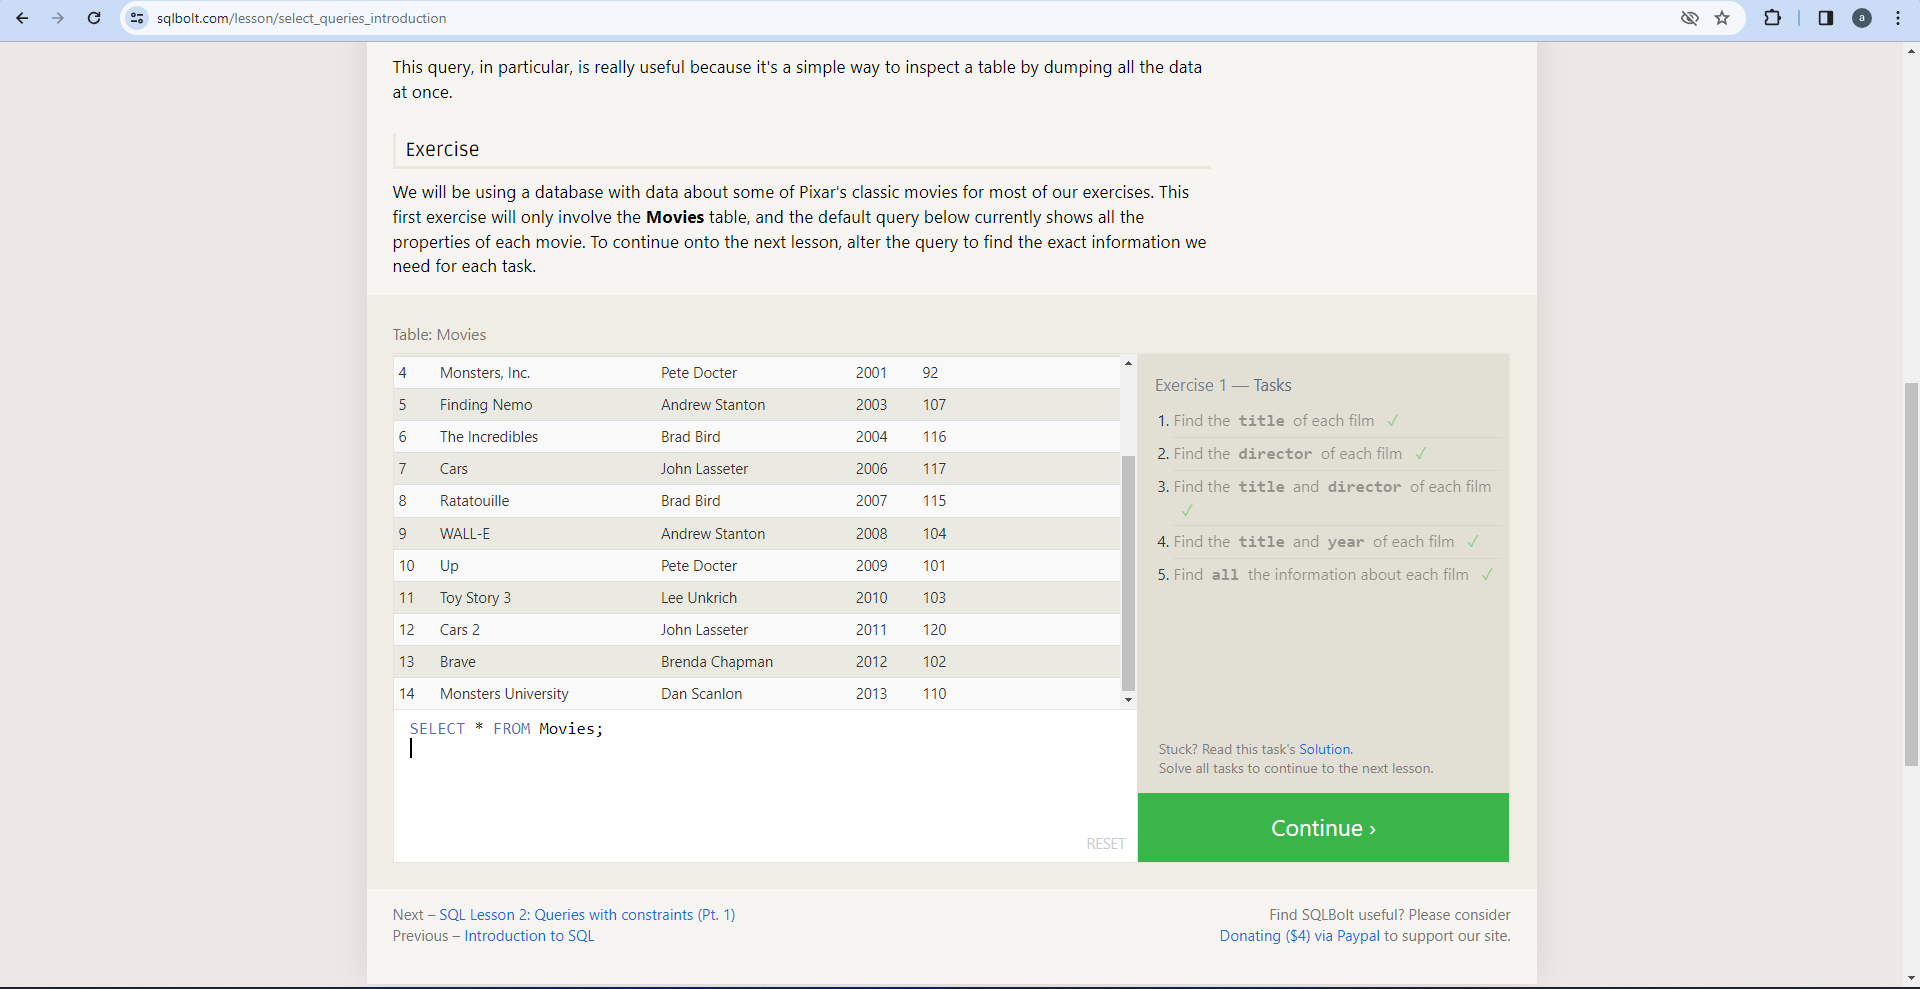 sqlbolt.com/lesson/select_queries_introduction
a
This query, in particular, is really useful because it's a simple way to inspect a table by dumping all the data
at once.
Exercise
We will be using a database with data about some of Pixar's classic movies for most of our exercises. This
first exercise will only involve the Movies table, and the default query below currently shows all the
properties of each movie. To continue onto the next lesson, alter the query to find the exact information we
need for each task.
Table: Movies
4 Monsters, Inc. Pete Docter 2001 92
5 Finding Nemo Andrew Stanton 2003 107
6 The Incredibles Brad Bird 2004 116
7 Cars John Lasseter 2006 117
8 Ratatouille Brad Bird 2007 115
9 WALL-E Andrew Stanton 2008 104
10 Up Pete Docter 2009 101
11 Toy Story 3 Lee Unkrich 2010 103
12 Cars 2 John Lasseter 2011 120
13 Brave Brenda Chapman 2012 102
14 Monsters University Dan Scanlon 2013 110
SELECT * FROM Movies;
RESET
Exercise 1 — Tasks
1. Find the title of each film ✓
2. Find the director of each film ✓
3. Find the title and director of each film
✓
4. Find the title and year of each film ✓
5. Find all the information about each film ✓
Stuck? Read this task's Solution.
Solve all tasks to continue to the next lesson.
Continue ›
Next – SQL Lesson 2: Queries with constraints (Pt. 1)
Previous – Introduction to SQL
Find SQLBolt useful? Please consider
Donating ($4) via Paypal to support our site.